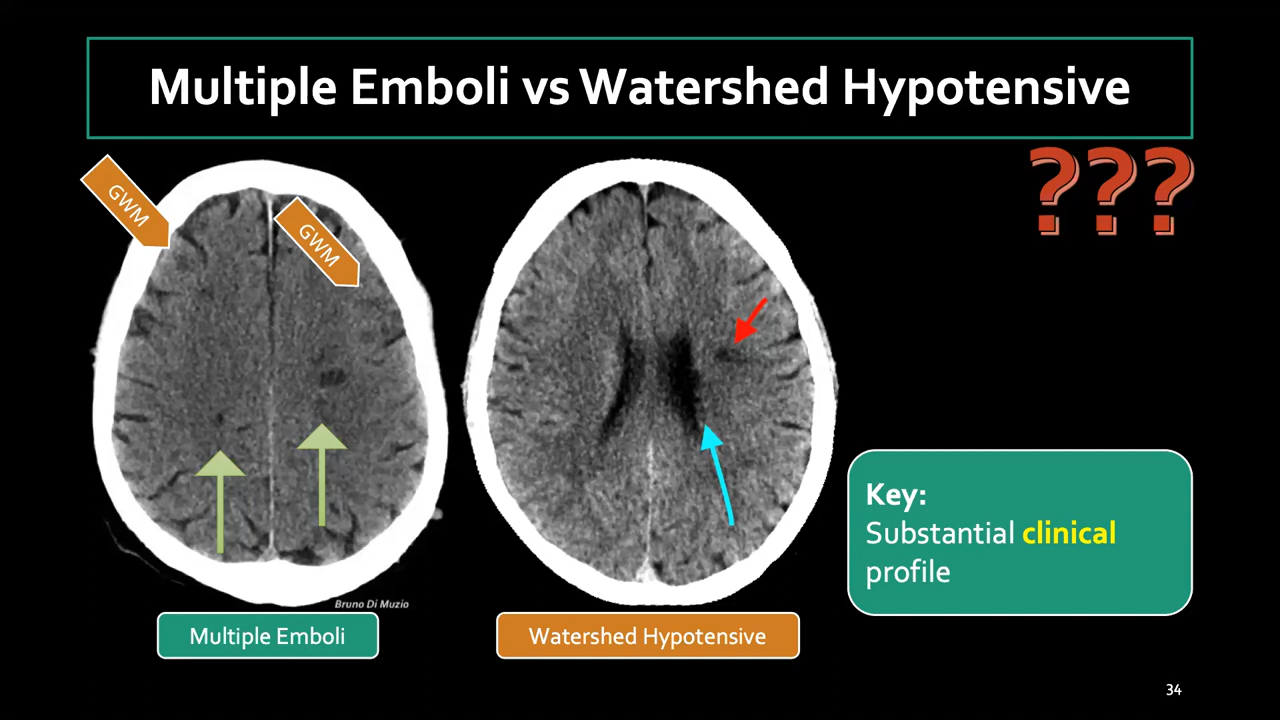 Multiple Emboli vs Watershed Hypotensive
???
GWM
GWM
Key:
Substantial clinical
profile
Bruno Di Muzio
Multiple Emboli
Watershed Hypotensive
34